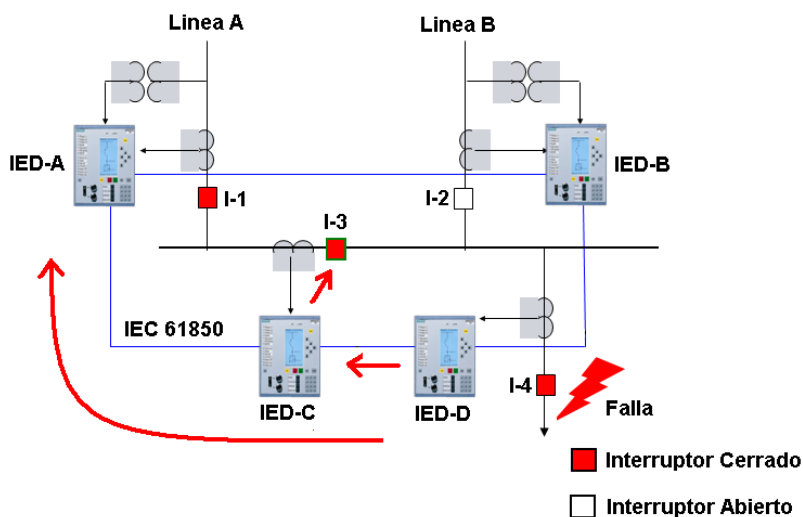 Linea A
Linea B
IED-A
IED-B
I-1
I-2
I-3
IEC 61850
I-4
IED-C
IED-D
Falla
Interruptor Cerrado
Interruptor Abierto